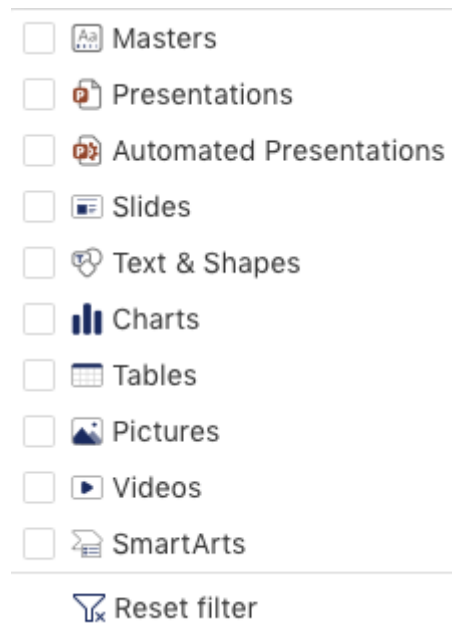 Masters
Presentations
Automated Presentations
Slides
Text & Shapes
Charts
Tables
Pictures
Videos
SmartArts
Reset filter